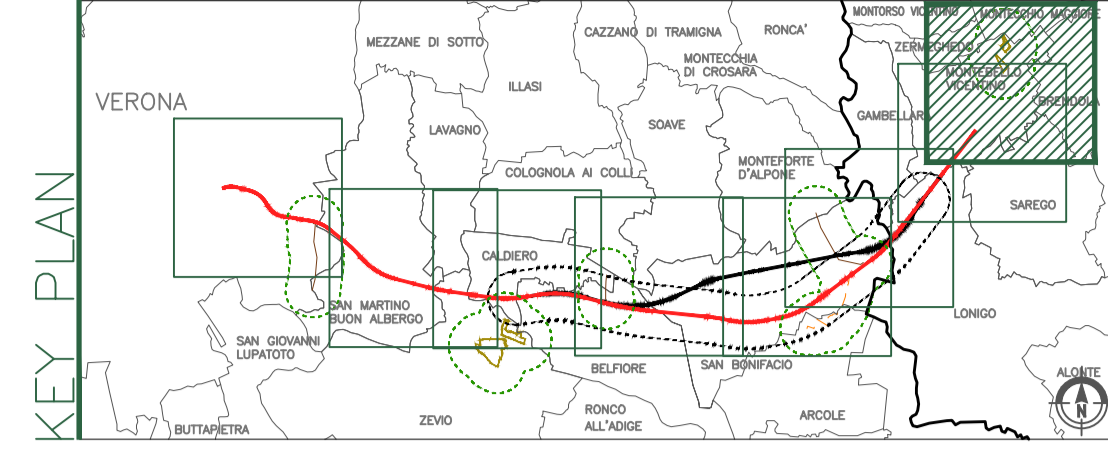 KEY PLAN
MONTORSO VICENTINO
MONTECCHIO MAGGIORE
CAZZANO DI TRAMIGNA
RONCA'
MEZZANE DI SOTTO
ZERMEGHEDO
MONTECCHIA
DI CROSARA
MONTEBELLO
VICENTINO
ILLASI
VERONA
BRENDOLA
GAMBELLARA
LAVAGNO
SOAVE
MONTEFORTE
D'ALPONE
COLOGNOLA AI COLLI
SAREGO
CALDIERO
SAN MARTINO
BUON ALBERGO
LONIGO
SAN GIOVANNI
LUPATOTO
BELFIORE
SAN BONIFACIO
ALONTE
N
ZEVIO
RONCO
ALL'ADIGE
ARCOLE
BUTTAPIETRA